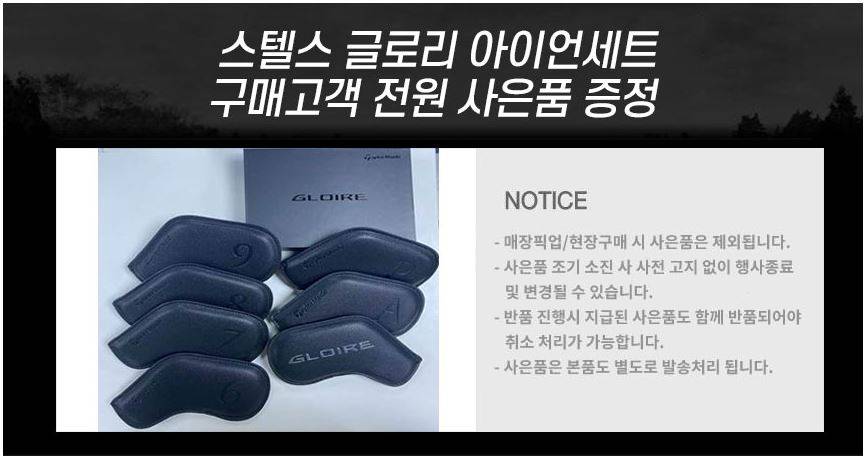 스텔스 글로리 아이언세트
구매고객 전원 사은품 증정
TaylorMade
GLOIRE
NOTICE
- 매장픽업/현장구매 시 사은품은 제외됩니다.
- 사은품 조기 소진 사 사전 고지 없이 행사종료
및 변경될 수 있습니다.
- 반품 진행시 지급된 사은품도 함께 반품되어야
취소 처리가 가능합니다.
- 사은품은 본품도 별도로 발송처리 됩니다.
9
8
7
6
P
A
GLOIRE